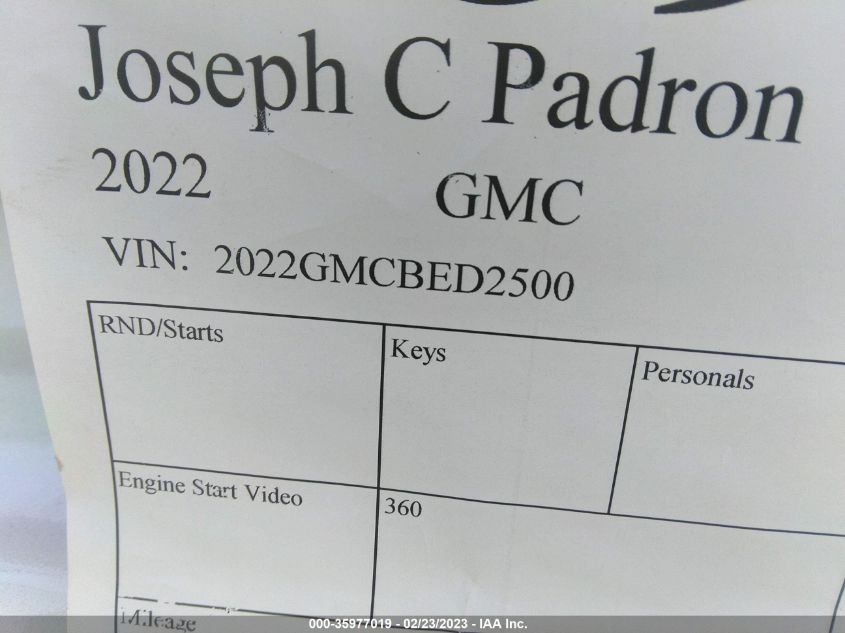 Joseph C Padron
2022 GMC
VIN: 2022GMCBED2500
RND/Starts Keys Personals
Engine Start Video 360
Mileage
000-35977019 - 02/23/2023 - IAA Inc.